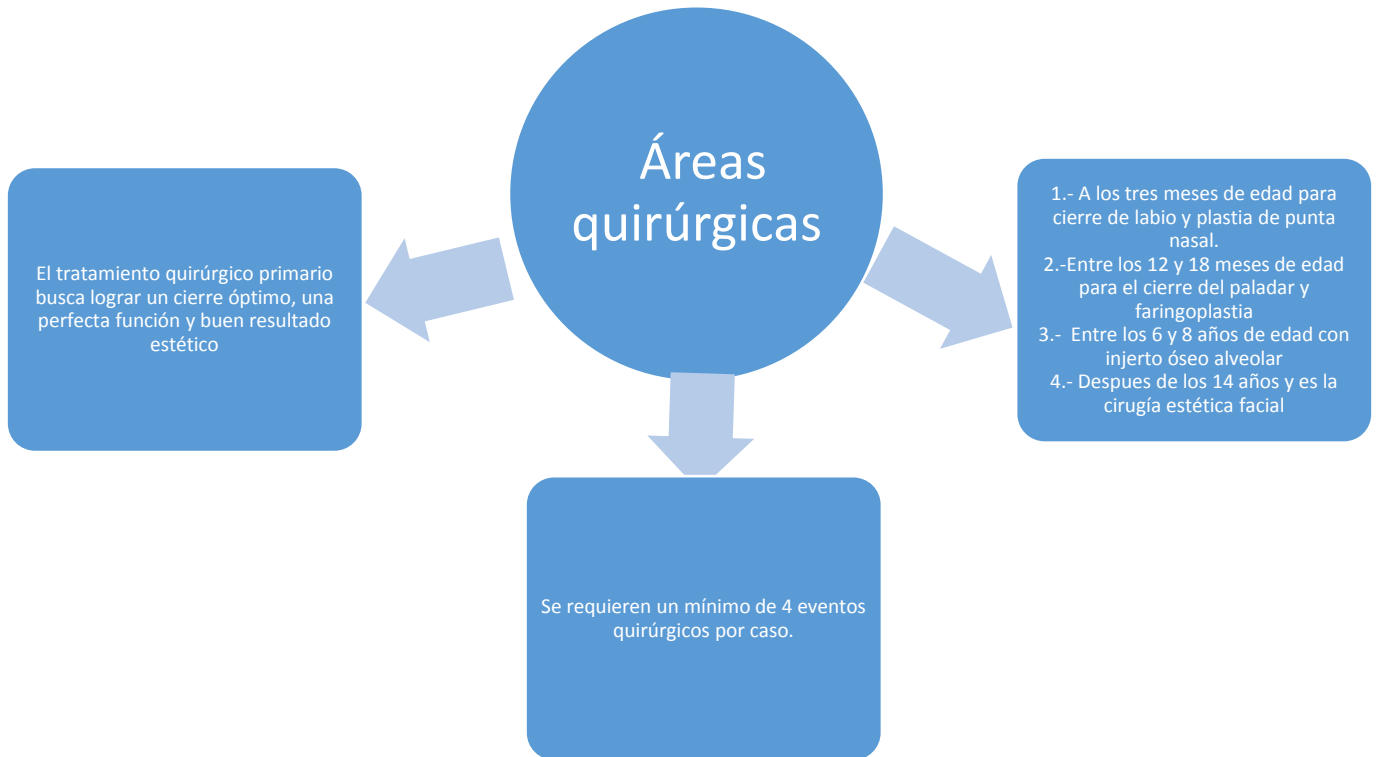 Áreas
quirúrgicas
El tratamiento quirúrgico primario
busca lograr un cierre óptimo, una
perfecta función y buen resultado
estético
Se requieren un mínimo de 4 eventos
quirúrgicos por caso.
1.- A los tres meses de edad para
cierre de labio y plastia de punta
nasal.
2.-Entre los 12 y 18 meses de edad
para el cierre del paladar y
faringoplastia
3.- Entre los 6 y 8 años de edad con
injerto óseo alveolar
4.- Despues de los 14 años y es la
cirugía estética facial